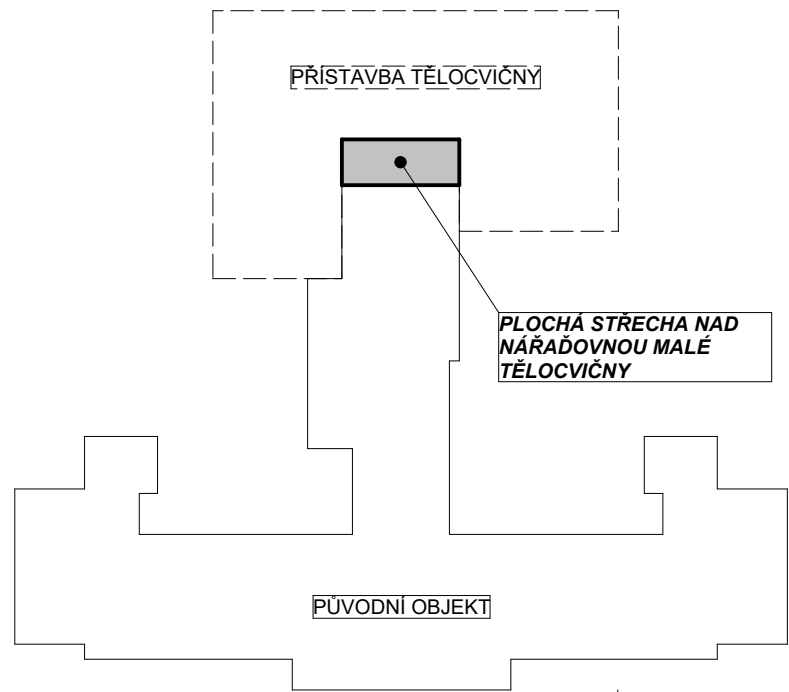 PŘÍSTAVBA TĚLOCVIČNY
PLOCHÁ STŘECHA NAD
NÁŘAĎOVNOU MALÉ
TĚLOCVIČNY
PŮVODNÍ OBJEKT